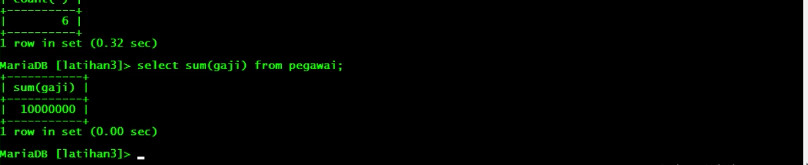 | count(*) |
+----------+
|        6 |
+----------+
1 row in set (0.32 sec)
MariaDB [latihan3]> select sum(gaji) from pegawai;
+-----------+
| sum(gaji) |
+-----------+
|  10000000 |
+-----------+
1 row in set (0.00 sec)
MariaDB [latihan3]> _